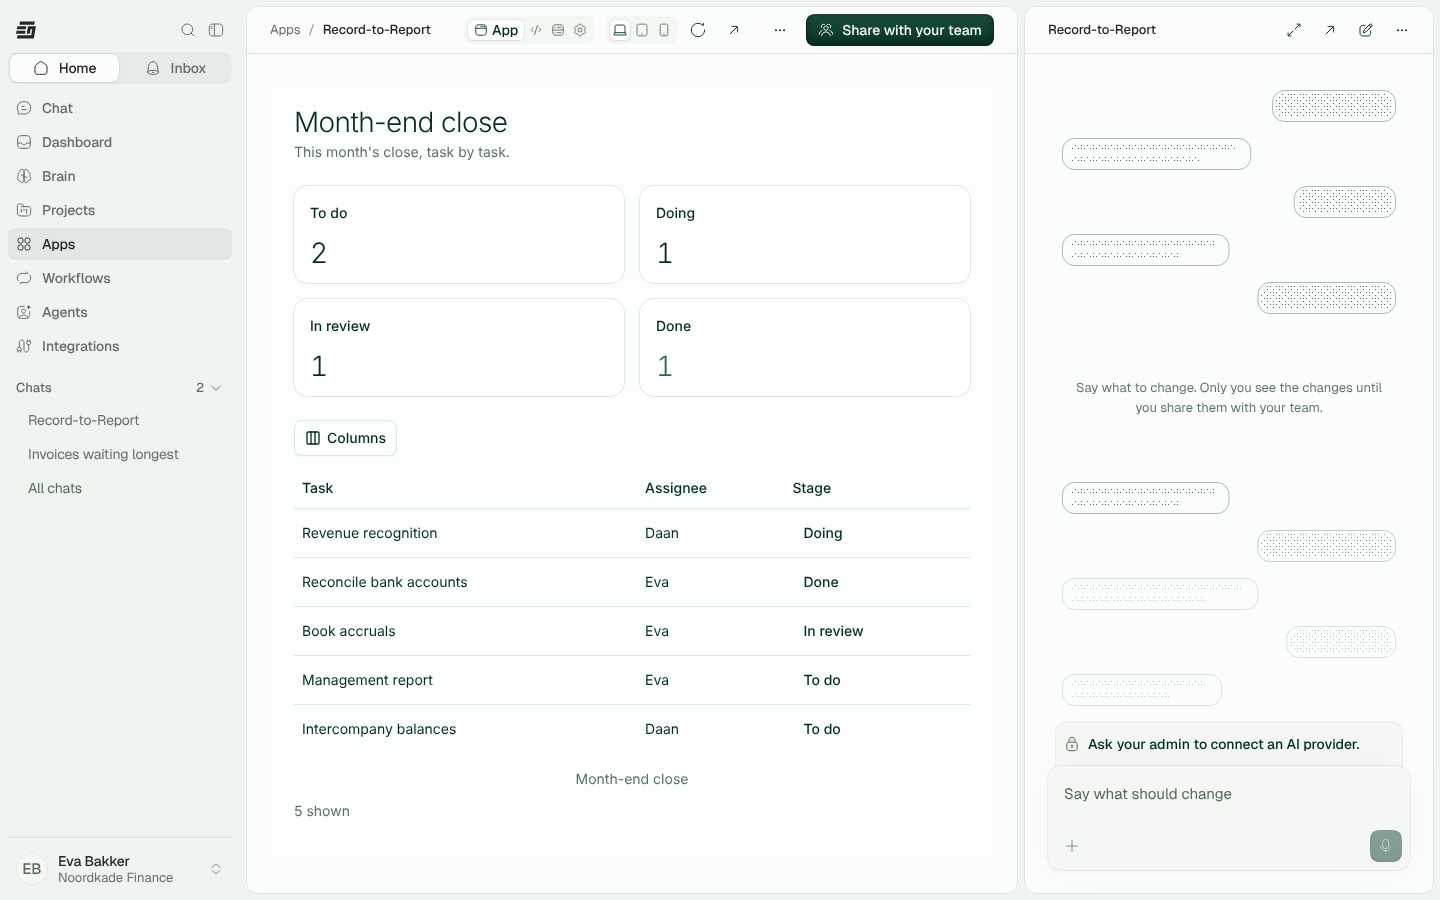 Home
Inbox
Chat
Dashboard
Brain
Projects
Apps
Workflows
Agents
Integrations
Chats 2
Record-to-Report
Invoices waiting longest
All chats
EB
Eva Bakker
Noordkade Finance
Apps / Record-to-Report
App
Share with your team
Month-end close
This month's close, task by task.
To do
2
Doing
1
In review
1
Done
1
Columns
Task Assignee Stage
Revenue recognition Daan Doing
Reconcile bank accounts Eva Done
Book accruals Eva In review
Management report Eva To do
Intercompany balances Daan To do
Month-end close
5 shown
Record-to-Report
Say what to change. Only you see the changes until
you share them with your team.
Ask your admin to connect an AI provider.
Say what should change